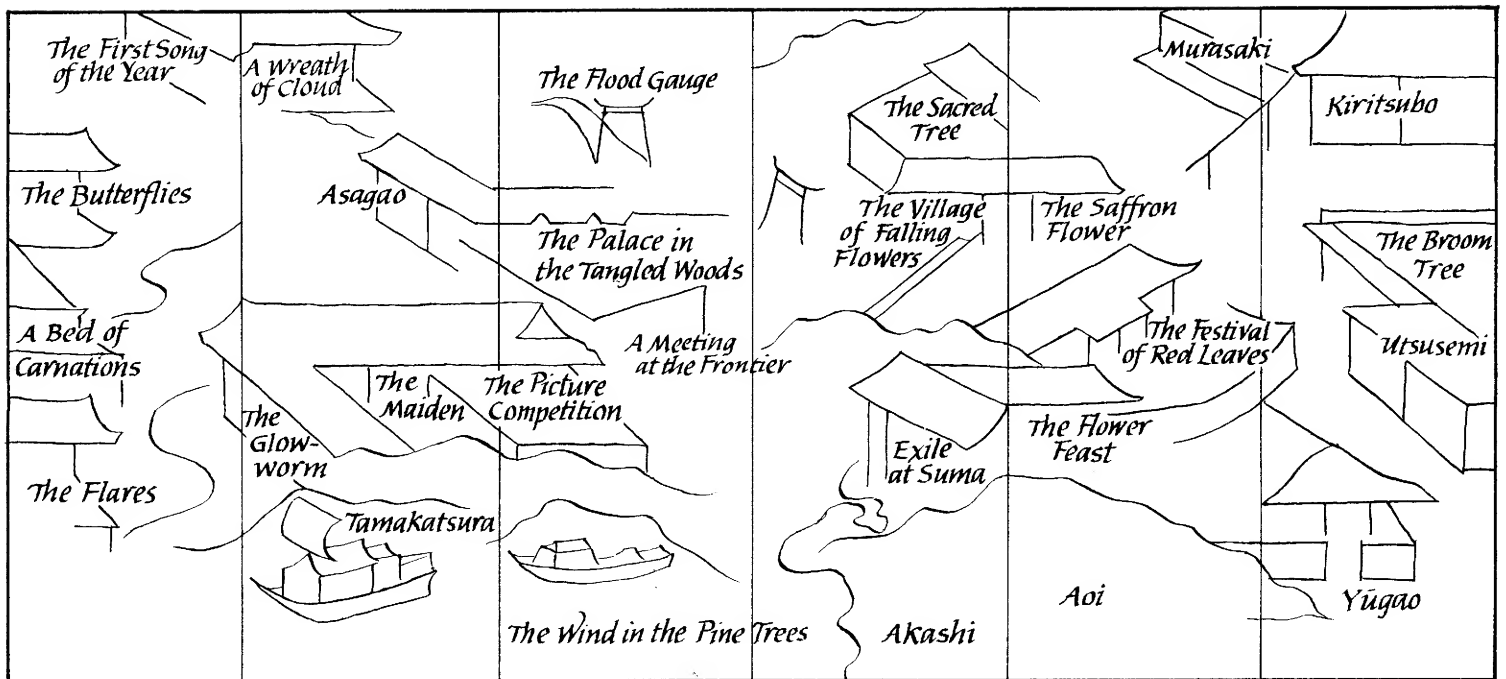 The First Song
of the Year
A Wreath
of Cloud
The Flood Gauge
The Sacred
Tree
Murasaki
Kiritsubo
The Butterflies
Asagao
The Palace in
the Tangled Woods
The Village
of Falling
Flowers
The Saffron
Flower
The Broom
Tree
A Bed of
Carnations
The
Maiden
The Picture
Competition
A Meeting
at the Frontier
The Festival
of Red Leaves
Utsusemi
The
Glow-
worm
Exile
at Suma
The Flower
Feast
The Flares
Tamakatsura
The Wind in the Pine Trees
Akashi
Aoi
Yūgao